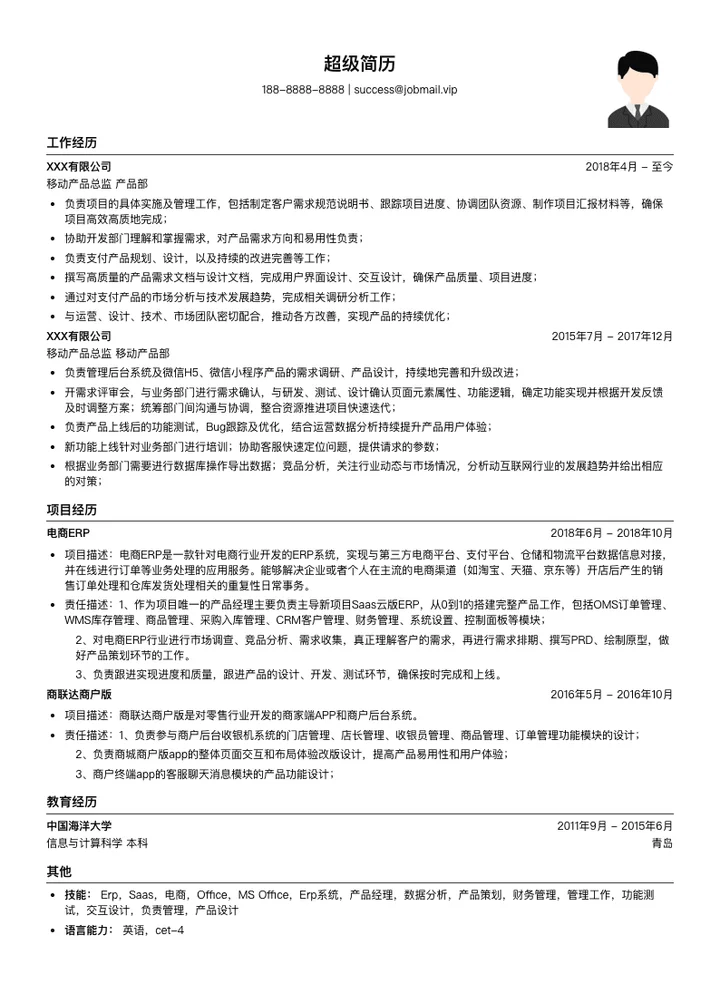 超级简历
188-8888-8888 | success@jobmail.vip
工作经历
XXX有限公司 2018年4月 – 至今
移动产品总监 产品部
• 负责项目的具体实施及管理工作，包括制定客户需求规范说明书、跟踪项目进度、协调团队资源、制作项目汇报材料等，确保
项目高效高质地完成；
• 协助开发部门理解和掌握需求，对产品需求方向和易用性负责；
• 负责支付产品规划、设计，以及持续的改进完善等工作；
• 撰写高质量的产品需求文档与设计文档，完成用户界面设计、交互设计，确保产品质量、项目进度；
• 通过对支付产品的市场分析与技术发展趋势，完成相关调研分析工作；
• 与运营、设计、技术、市场团队密切配合，推动各方改善，实现产品的持续优化；
XXX有限公司 2015年7月 – 2017年12月
移动产品总监 移动产品部
• 负责管理后台系统及微信H5、微信小程序产品的需求调研、产品设计，持续地完善和升级改进；
• 开需求评审会，与业务部门进行需求确认，与研发、测试、设计确认页面元素属性、功能逻辑，确定功能实现并根据开发反馈
及时调整方案；统筹部门间沟通与协调，整合资源推进项目快速迭代；
• 负责产品上线后的功能测试，Bug跟踪及优化，结合运营数据分析持续提升产品用户体验；
• 新功能上线针对业务部门进行培训；协助客服快速定位问题，提供请求的参数；
• 根据业务部门需要进行数据库操作导出数据；竞品分析，关注行业动态与市场情况，分析动互联网行业的发展趋势并给出相应
的对策；
项目经历
电商ERP 2018年6月 – 2018年10月
• 项目描述：电商ERP是一款针对电商行业开发的ERP系统，实现与第三方电商平台、支付平台、仓储和物流平台数据信息对接，
并在线进行订单等业务处理的应用服务。能够解决企业或者个人在主流的电商渠道（如淘宝、天猫、京东等）开店后产生的销
售订单处理和仓库发货处理相关的重复性日常事务。
• 责任描述：1、作为项目唯一的产品经理主要负责主导新项目Saas云版ERP，从0到1的搭建完整产品工作，包括OMS订单管理、
WMS库存管理、商品管理、采购入库管理、CRM客户管理、财务管理、系统设置、控制面板等模块；
2、对电商ERP行业进行市场调查、竞品分析、需求收集，真正理解客户的需求，再进行需求排期、撰写PRD、绘制原型，做
好产品策划环节的工作。
3、负责跟进实现进度和质量，跟进产品的设计、开发、测试环节，确保按时完成和上线。
商联达商户版 2016年5月 – 2016年10月
• 项目描述：商联达商户版是对零售行业开发的商家端APP和商户后台系统。
• 责任描述：1、负责参与商户后台收银机系统的门店管理、店长管理、收银员管理、商品管理、订单管理功能模块的设计；
2、负责商城商户版app的整体页面交互和布局体验改版设计，提高产品易用性和用户体验；
3、商户终端app的客服聊天消息模块的产品功能设计；
教育经历
中国海洋大学 2011年9月 – 2015年6月
信息与计算科学 本科 青岛
其他
• 技能： Erp，Saas，电商，Office，MS Office，Erp系统，产品经理，数据分析，产品策划，财务管理，管理工作，功能测
试，交互设计，负责管理，产品设计
• 语言能力： 英语，cet-4